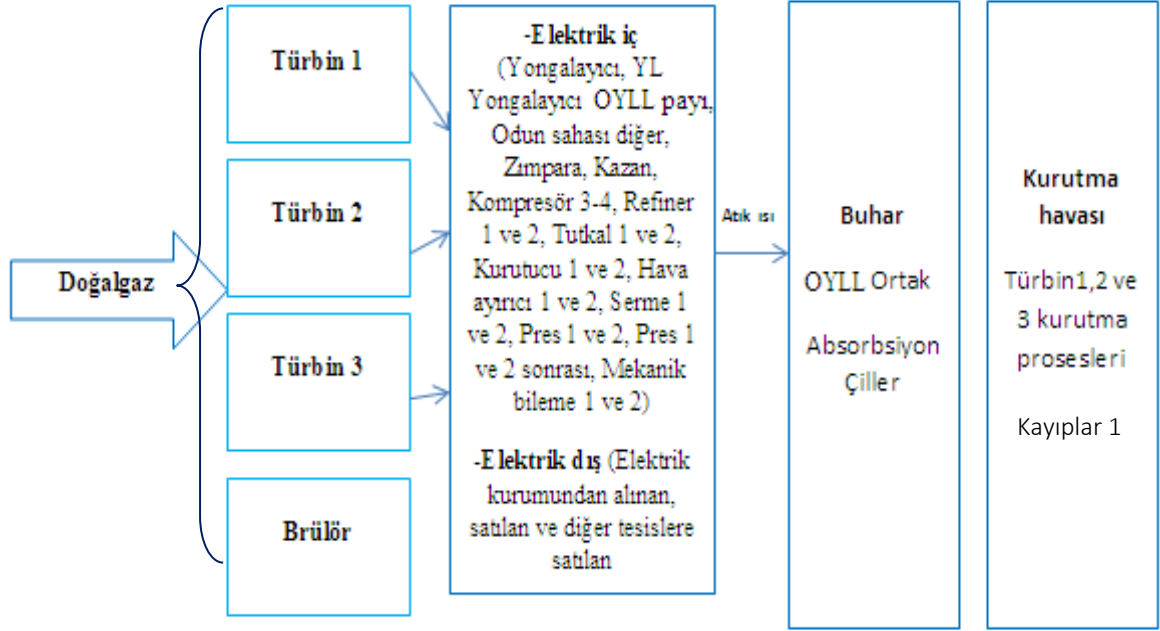 Doğalgaz
Türbin 1
Türbin 2
Türbin 3
Brülör
-Elektrik iç
(Yongalayıcı, YL
Yongalayıcı OYLL payı,
Odun sahası diğer,
Zımpara, Kazan,
Kompresör 3-4, Refiner
1 ve 2, Tutkal 1 ve 2,
Kurutucu 1 ve 2, Hava
ayırıcı 1 ve 2, Serme 1
ve 2, Pres 1 ve 2, Pres 1
ve 2 sonrası, Mekanik
bileme 1 ve 2)
-Elektrik dış (Elektrik
kurumundan alınan,
satılan ve diğer tesislere
satılan
Atık ısı
Buhar
OYLL Ortak
Absorbsiyon
Çiller
Kurutma
havası
Türbin1,2 ve
3 kurutma
prosesleri
Kayıplar 1